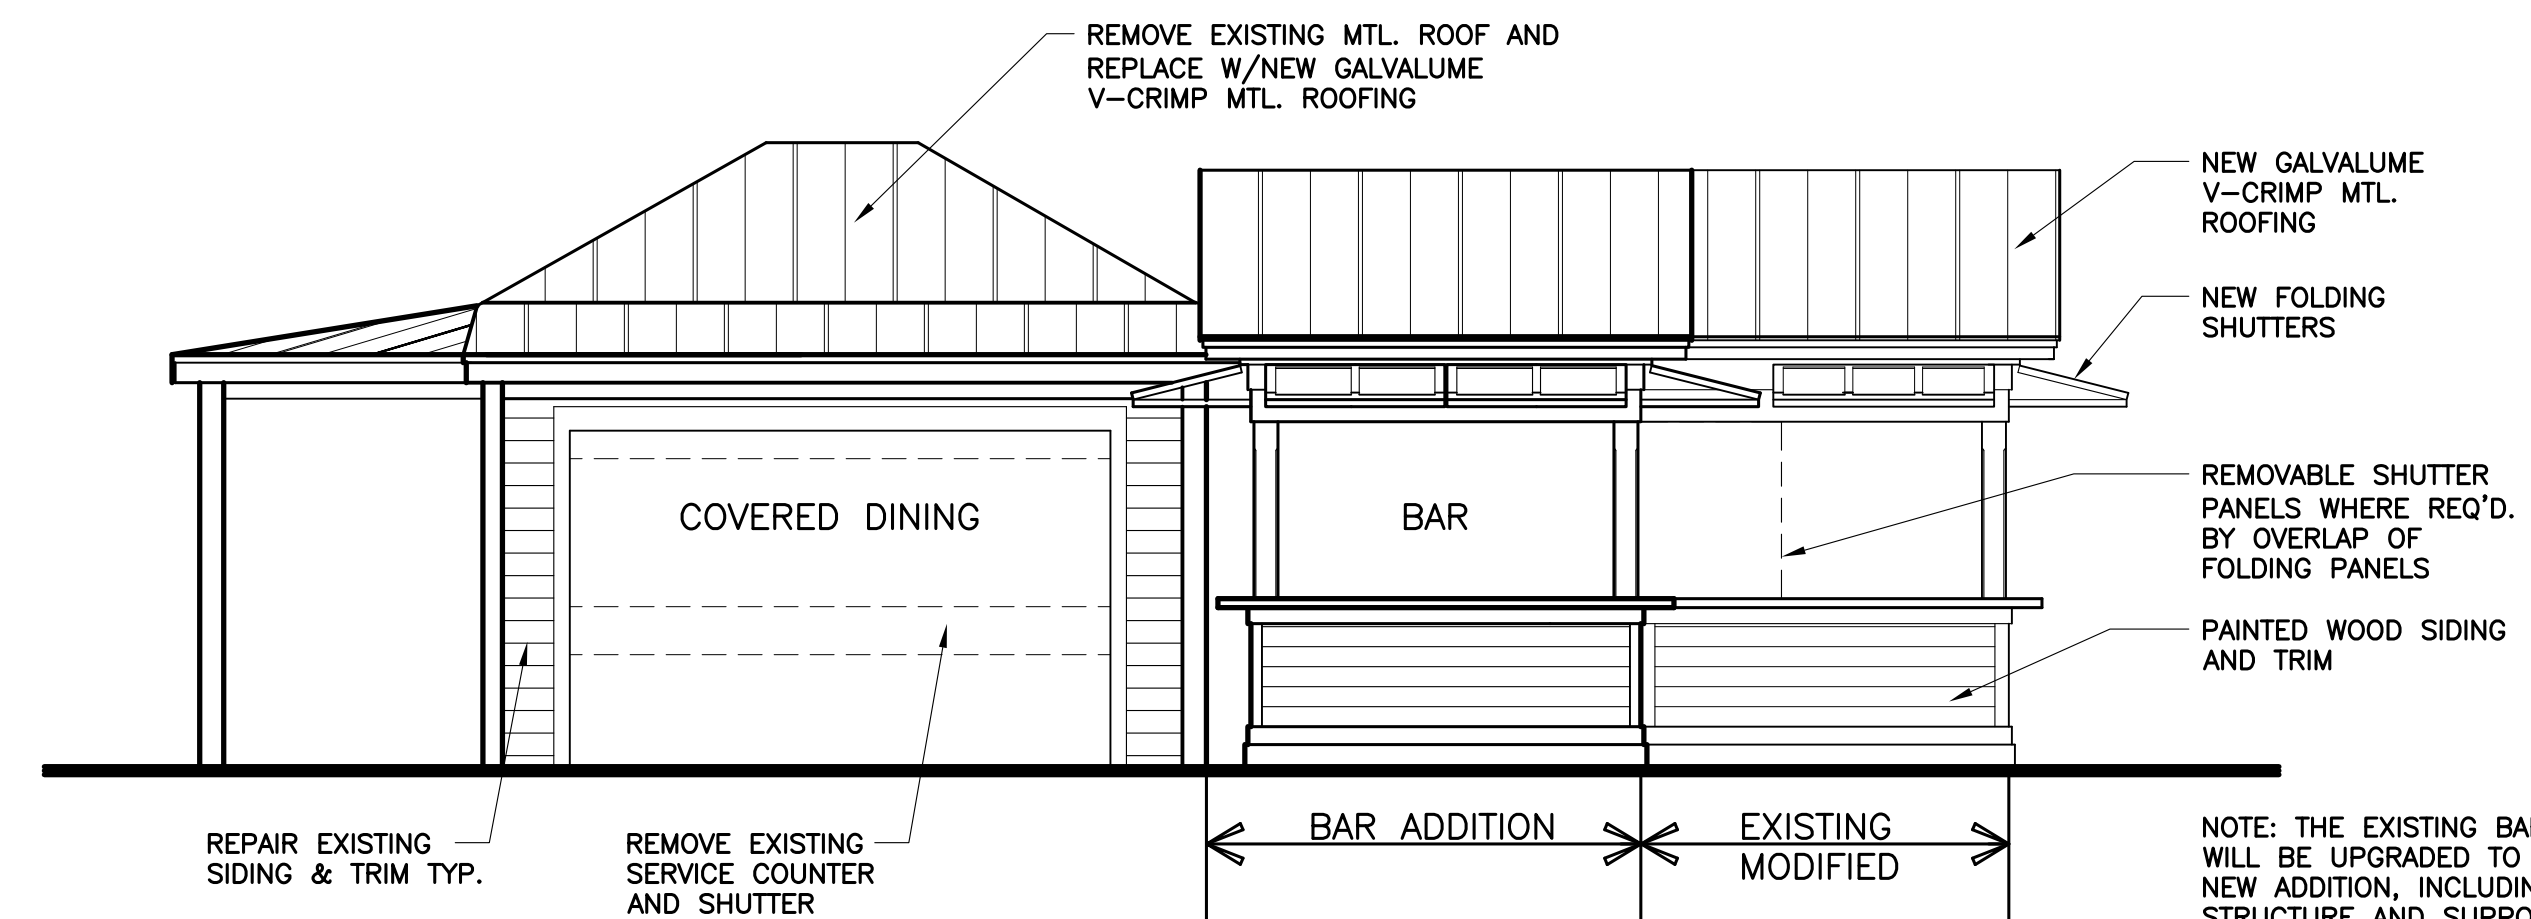 REMOVE EXISTING MTL. ROOF AND
REPLACE W/NEW GALVALUME
V-CRIMP MTL. ROOFING
NEW GALVALUME
V-CRIMP MTL.
ROOFING
NEW FOLDING
SHUTTERS
REMOVABLE SHUTTER
PANELS WHERE REQ'D.
BY OVERLAP OF
FOLDING PANELS
COVERED DINING
BAR
PAINTED WOOD SIDING
AND TRIM
REPAIR EXISTING
SIDING & TRIM TYP.
REMOVE EXISTING
SERVICE COUNTER
AND SHUTTER
BAR ADDITION
EXISTING
MODIFIED
NOTE: THE EXISTING
WILL BE UPGRADED TO
NEW ADDITION,
STRUCTURE AND